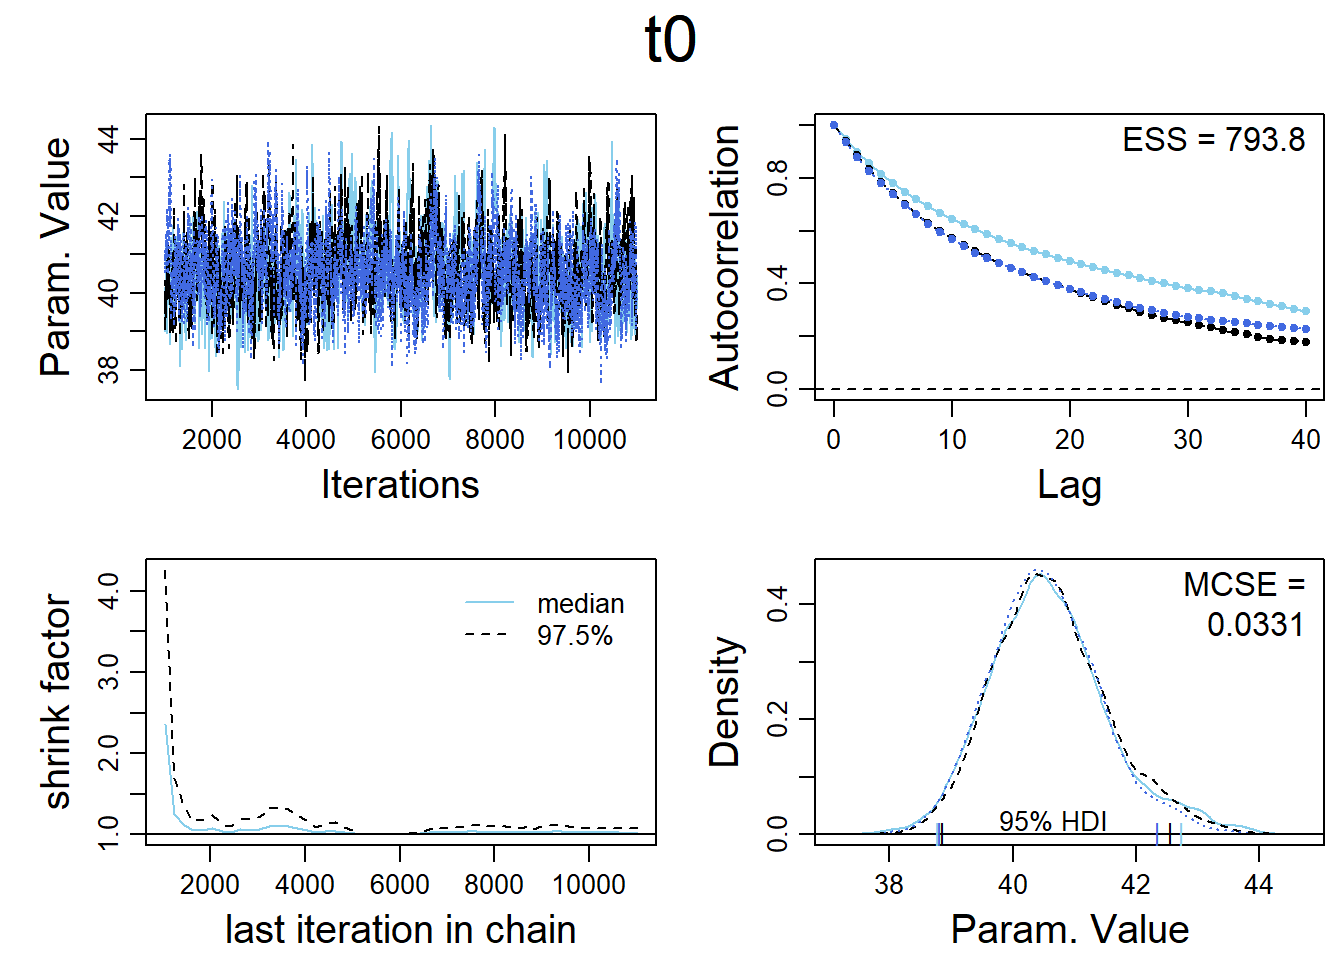 t0
Param. Value
38 40 42 44
2000 4000 6000 8000 10000
Iterations
Autocorrelation
0.0 0.4 0.8
ESS = 793.8
0 10 20 30 40
Lag
shrink factor
1.0 2.0 3.0 4.0
median
97.5%
2000 4000 6000 8000 10000
last iteration in chain
Density
0.0 0.2 0.4
MCSE =
0.0331
95% HDI
38 40 42 44
Param. Value